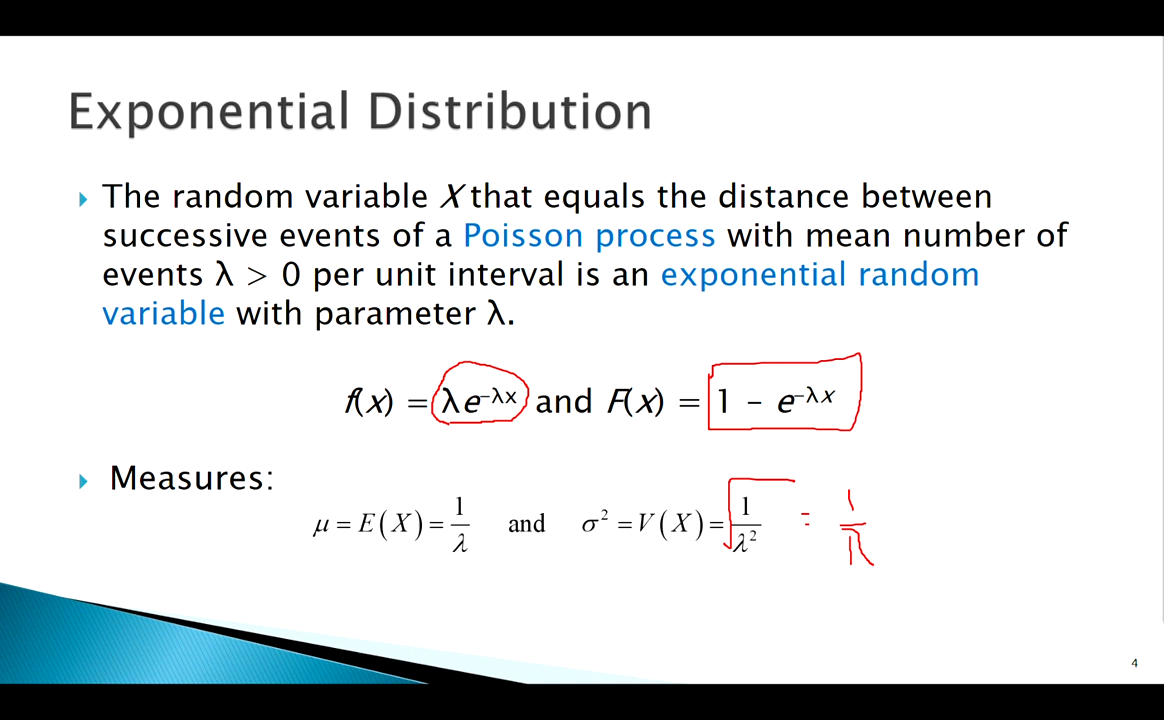 Exponential Distribution
The random variable X that equals the distance between
successive events of a Poisson process with mean number of
events λ > 0 per unit interval is an exponential random
variable with parameter λ.
f(x) = λe⁻λˣ and F(x) = 1 – e⁻λˣ
Measures:
μ = E(X) = 1/λ and σ² = V(X) = √1/λ² = 1/λ
4